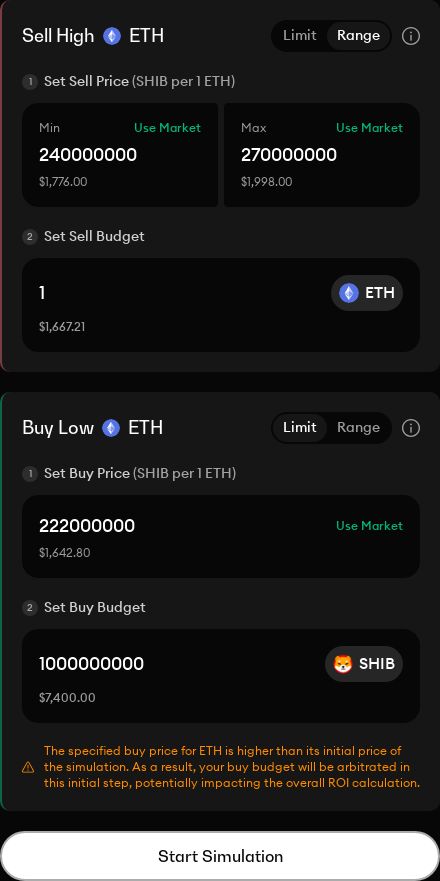 Sell High ETH Limit Range
1 Set Sell Price (SHIB per 1 ETH)
Min Use Market Max Use Market
240000000 270000000
$1,776.00 $1,998.00
2 Set Sell Budget
1 ETH
$1,667.21
Buy Low ETH Limit Range
1 Set Buy Price (SHIB per 1 ETH)
222000000 Use Market
$1,642.80
2 Set Buy Budget
1000000000 SHIB
$7,400.00
The specified buy price for ETH is higher than its initial price of
the simulation. As a result, your buy budget will be arbitrated in
this initial step, potentially impacting the overall ROI calculation.
Start Simulation